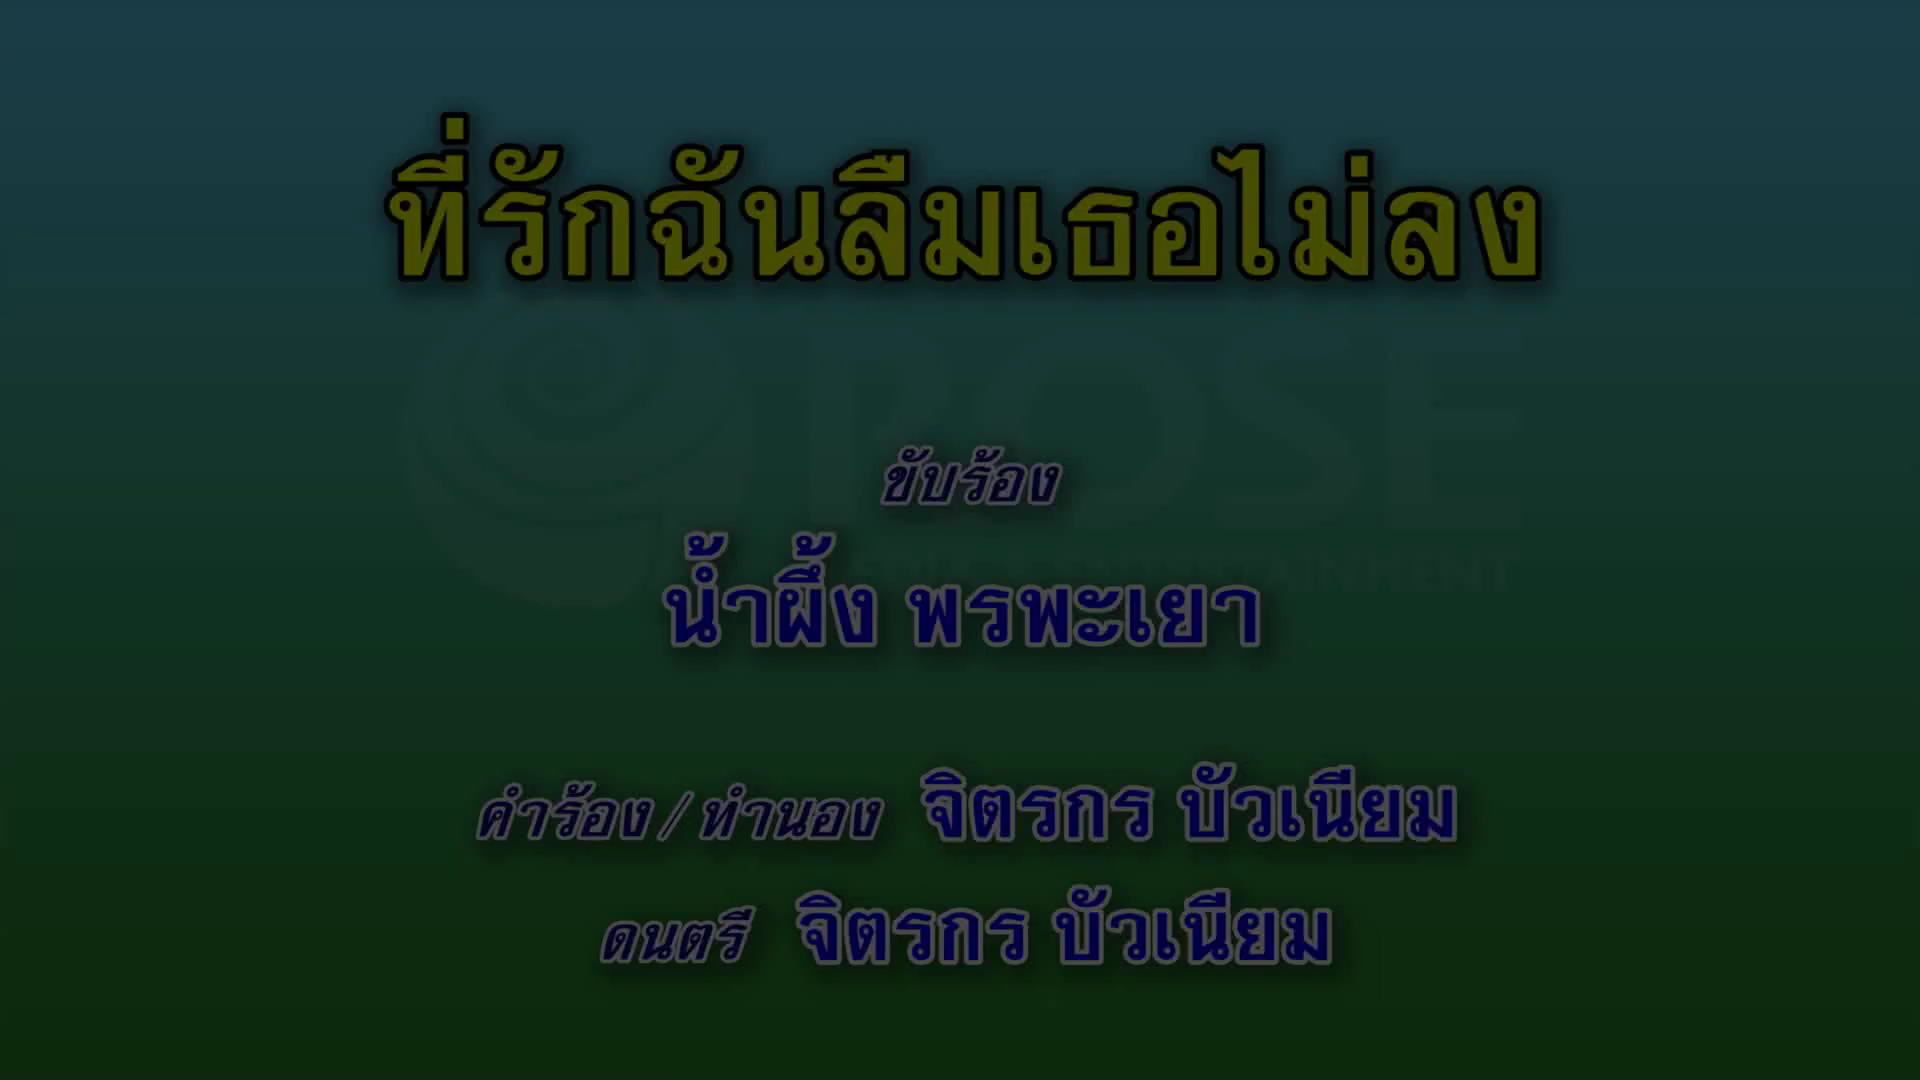 ที่รักฉันลืมเธอไม่ลง
ROSE
ขับร้อง
น้ำผึ้ง พรพะเยา
คำร้อง / ทำนอง จิตรกร บัวเนียม
ดนตรี จิตรกร บัวเนียม